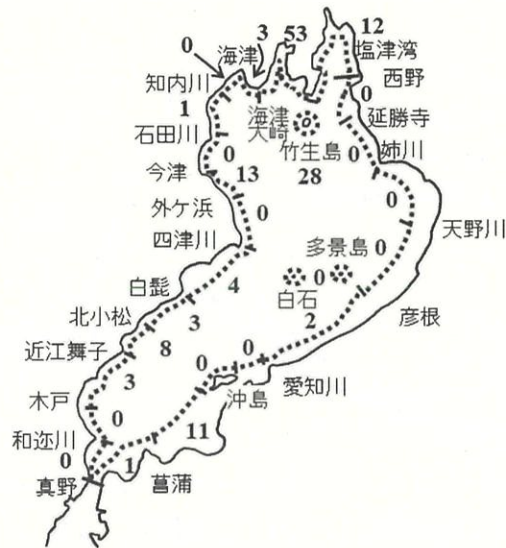 12
53
3
0
海津
塩津湾
知内川
西野
0
1
海津
大崎
延勝寺
石田川
竹生島
0
姉川
0
今津
13
28
外ケ浜
0
0
天野川
四津川
多景島
0
0
白髭
4
白石
彦根
北小松
3
2
近江舞子
8
0
0
3
沖島
愛知川
木戸
0
和迩川
11
0
1
菖蒲
真野